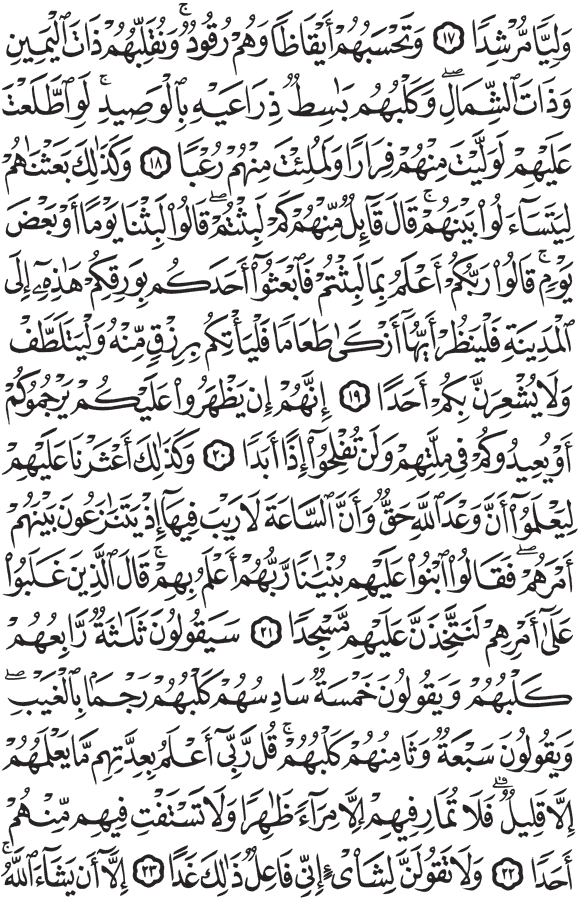 وَلِيًّا مُّرْشِدًا ١٧ وَتَحْسَبُهُمْ أَيْقَاظًا وَهُمْ رُقُودٌ ۚ وَنُقَلِّبُهُمْ ذَاتَ الْيَمِينِ
وَذَاتَ الشِّمَالِ ۖ وَكَلْبُهُم بَاسِطٌ ذِرَاعَيْهِ بِالْوَصِيدِ ۚ لَوِ اطَّلَعْتَ
عَلَيْهِمْ لَوَلَّيْتَ مِنْهُمْ فِرَارًا وَلَمُلِئْتَ مِنْهُمْ رُعْبًا ١٨ وَكَذَٰلِكَ بَعَثْنَاهُمْ
لِيَتَسَاءَلُوا بَيْنَهُمْ ۚ قَالَ قَائِلٌ مِّنْهُمْ كَمْ لَبِثْتُمْ ۖ قَالُوا لَبِثْنَا يَوْمًا أَوْ بَعْضَ
يَوْمٍ ۚ قَالُوا رَبُّكُمْ أَعْلَمُ بِمَا لَبِثْتُمْ فَابْعَثُوا أَحَدَكُم بِوَرِقِكُمْ هَٰذِهِ إِلَى
الْمَدِينَةِ فَلْيَنظُرْ أَيُّهَا أَزْكَىٰ طَعَامًا فَلْيَأْتِكُم بِرِزْقٍ مِّنْهُ وَلْيَتَلَطَّفْ
وَلَا يُشْعِرَنَّ بِكُمْ أَحَدًا ١٩ إِنَّهُمْ إِن يَظْهَرُوا عَلَيْكُمْ يَرْجُمُوكُمْ
أَوْ يُعِيدُوكُمْ فِي مِلَّتِهِمْ وَلَن تُفْلِحُوا إِذًا أَبَدًا ٢٠ وَكَذَٰلِكَ أَعْثَرْنَا عَلَيْهِمْ
لِيَعْلَمُوا أَنَّ وَعْدَ اللَّهِ حَقٌّ وَأَنَّ السَّاعَةَ لَا رَيْبَ فِيهَا إِذْ يَتَنَازَعُونَ بَيْنَهُمْ
أَمْرَهُمْ ۖ فَقَالُوا ابْنُوا عَلَيْهِم بُنْيَانًا رَّبُّهُمْ أَعْلَمُ بِهِمْ ۚ قَالَ الَّذِينَ غَلَبُوا
عَلَىٰ أَمْرِهِمْ لَنَتَّخِذَنَّ عَلَيْهِم مَّسْجِدًا ٢١ سَيَقُولُونَ ثَلَاثَةٌ رَّابِعُهُمْ
كَلْبُهُمْ وَيَقُولُونَ خَمْسَةٌ سَادِسُهُمْ كَلْبُهُمْ رَجْمًا بِالْغَيْبِ ۖ
وَيَقُولُونَ سَبْعَةٌ وَثَامِنُهُمْ كَلْبُهُمْ ۚ قُل رَّبِّي أَعْلَمُ بِعِدَّتِهِم مَّا يَعْلَمُهُمْ
إِلَّا قَلِيلٌ ۗ فَلَا تُمَارِ فِيهِمْ إِلَّا مِرَاءً ظَاهِرًا وَلَا تَسْتَفْتِ فِيهِم مِّنْهُمْ
أَحَدًا ٢٢ وَلَا تَقُولَنَّ لِشَايْءٍ إِنِّي فَاعِلٌ ذَٰلِكَ غَدًا ٢٣ إِلَّا أَن يَشَاءَ اللَّهُ ۚ